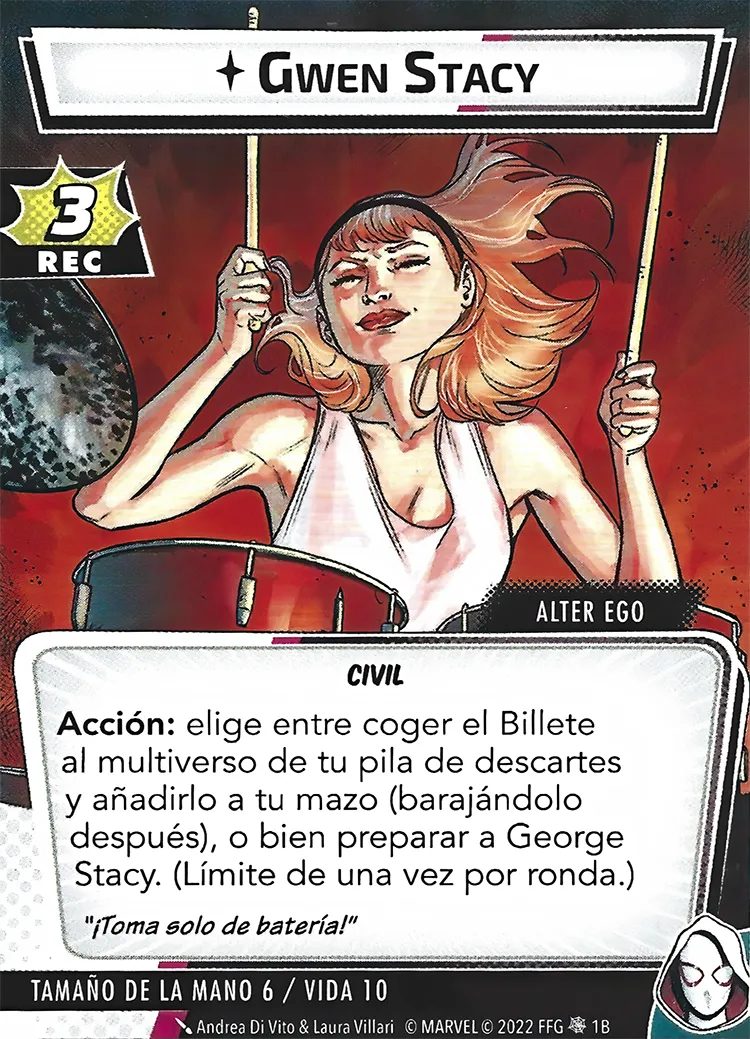 GWEN STACY
3
REC
ALTER EGO
CIVIL
Acción: elige entre coger el Billete
al multiverso de tu pila de descartes
y añadirlo a tu mazo (barajándolo
después), o bien preparar a George
Stacy. (Límite de una vez por ronda.)
"¡Toma solo de batería!"
TAMAÑO DE LA MANO 6 / VIDA 10
Andrea Di Vito & Laura Villari © MARVEL © 2022 FFG 1B